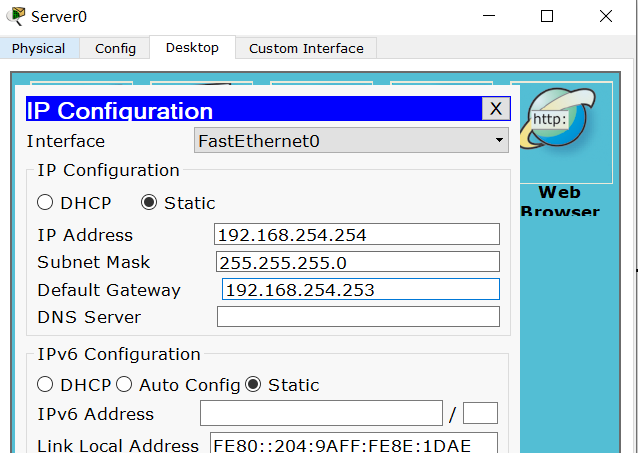 Server0
Physical Config Desktop Custom Interface
IP Configuration X
http:
Interface FastEthernet0
Web
Browser
IP Configuration
DHCP Static
IP Address 192.168.254.254
Subnet Mask 255.255.255.0
Default Gateway 192.168.254.253
DNS Server
IPv6 Configuration
DHCP Auto Config Static
IPv6 Address /
Link Local Address FE80::204:9AFF:FE8E:1DAE